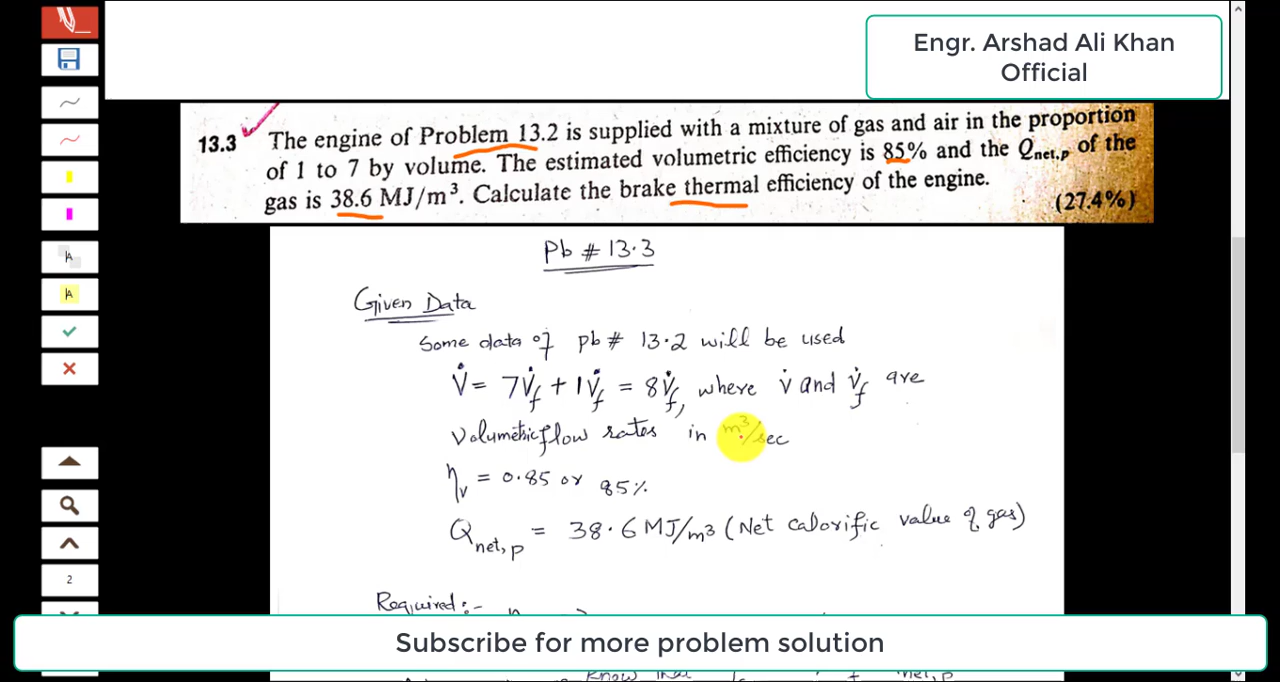 Engr. Arshad Ali Khan
Official
13.3 The engine of Problem 13.2 is supplied with a mixture of gas and air in the proportion
of 1 to 7 by volume. The estimated volumetric efficiency is 85% and the Qnet,p of the
gas is 38.6 MJ/m³. Calculate the brake thermal efficiency of the engine.
(27.4%)
Pb # 13.3
Given Data
Some data of pb # 13.2 will be used
V̇ = 7V̇f + 1V̇f = 8V̇f, where v̇ and v̇f are
Volumetric flow rates in m³/sec
ηv = 0.85 or 85%
Qnet,p = 38.6 MJ/m3 (Net calorific value of gas)
Required:-
2
Subscribe for more problem solution
know that
net,p